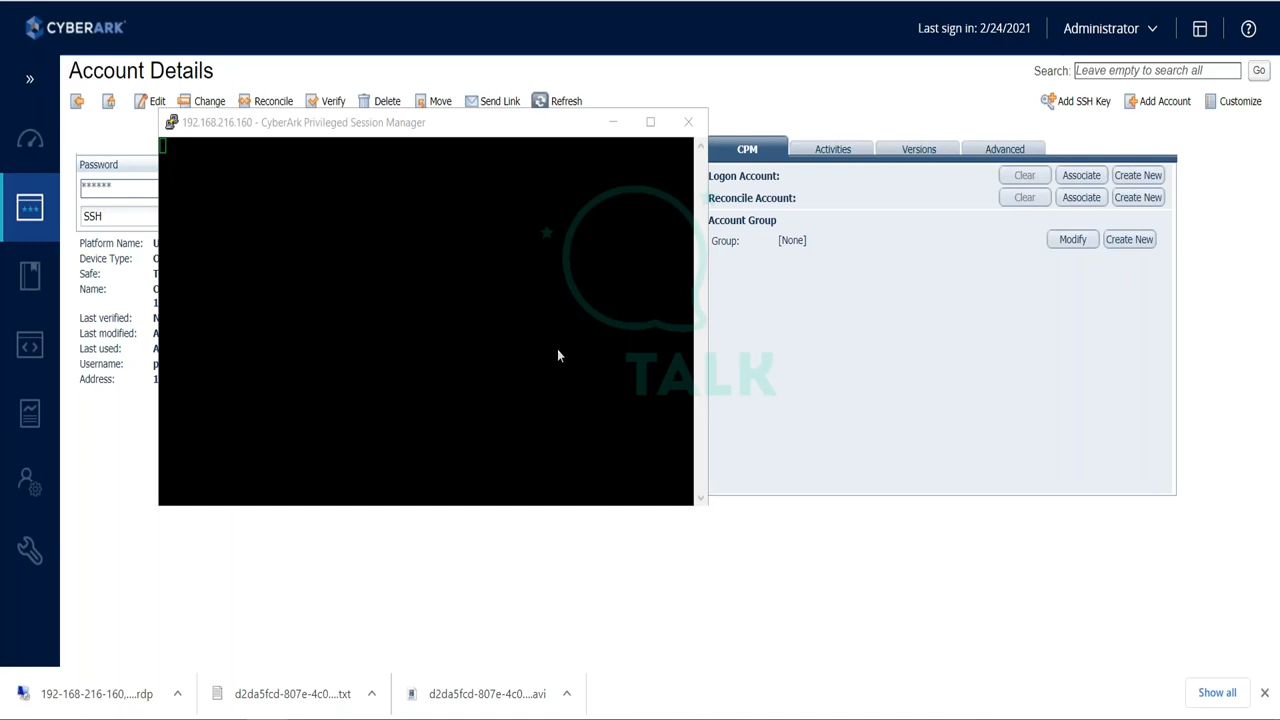 CYBERARK
Last sign in: 2/24/2021
Administrator
Account Details
Search: Leave empty to search all Go
Edit Change Reconcile Verify Delete Move Send Link Refresh
Add SSH Key Add Account Customize
192.168.216.160 - CyberArk Privileged Session Manager
Password
******
SSH
Platform Name: U
Device Type: O
Safe: T
Name: O
1
Last verified: N
Last modified: A
Last used: A
Username: p
Address: 1
TALK
CPM Activities Versions Advanced
Logon Account: Clear Associate Create New
Reconcile Account: Clear Associate Create New
Account Group
Group: [None] Modify Create New
192-168-216-160,....rdp
d2da5fcd-807e-4c0....txt
d2da5fcd-807e-4c0....avi
Show all